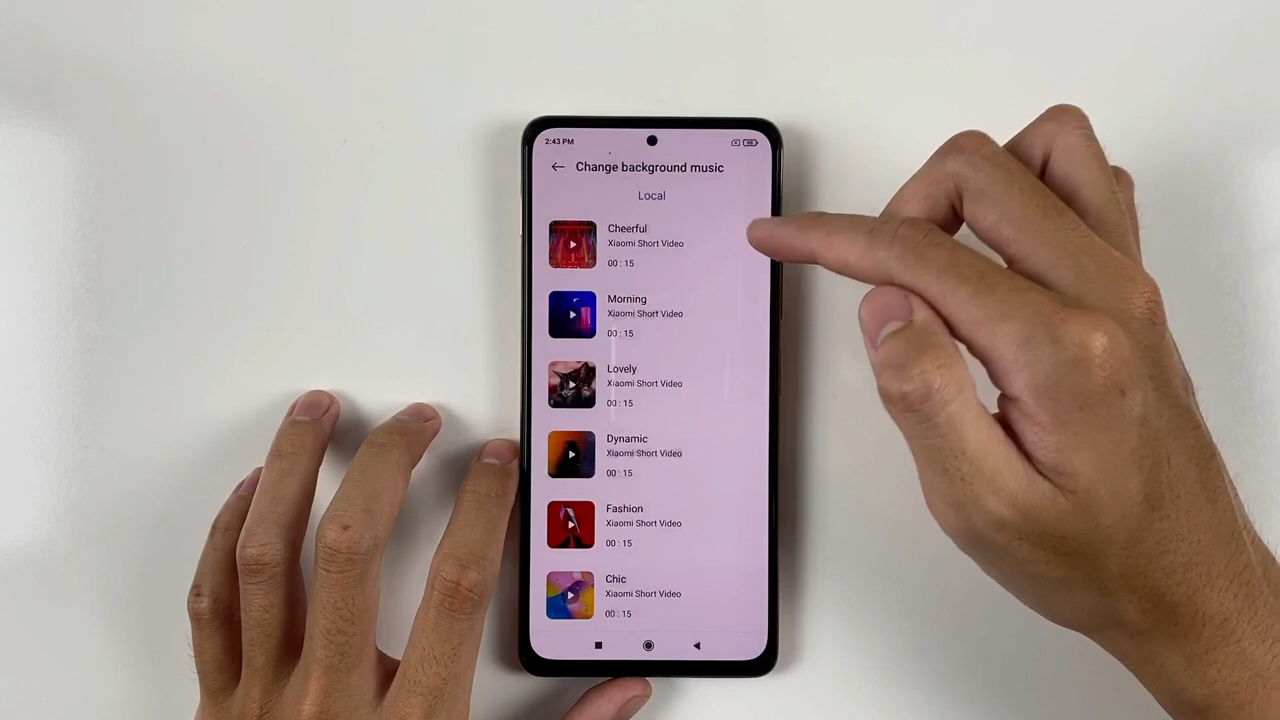 2:43 PM
98
Change background music
Local
Cheerful
Xiaomi Short Video
00 : 15
Morning
Xiaomi Short Video
00 : 15
Lovely
Xiaomi Short Video
00 : 15
Dynamic
Xiaomi Short Video
00 : 15
Fashion
Xiaomi Short Video
00 : 15
Chic
Xiaomi Short Video
00 : 15